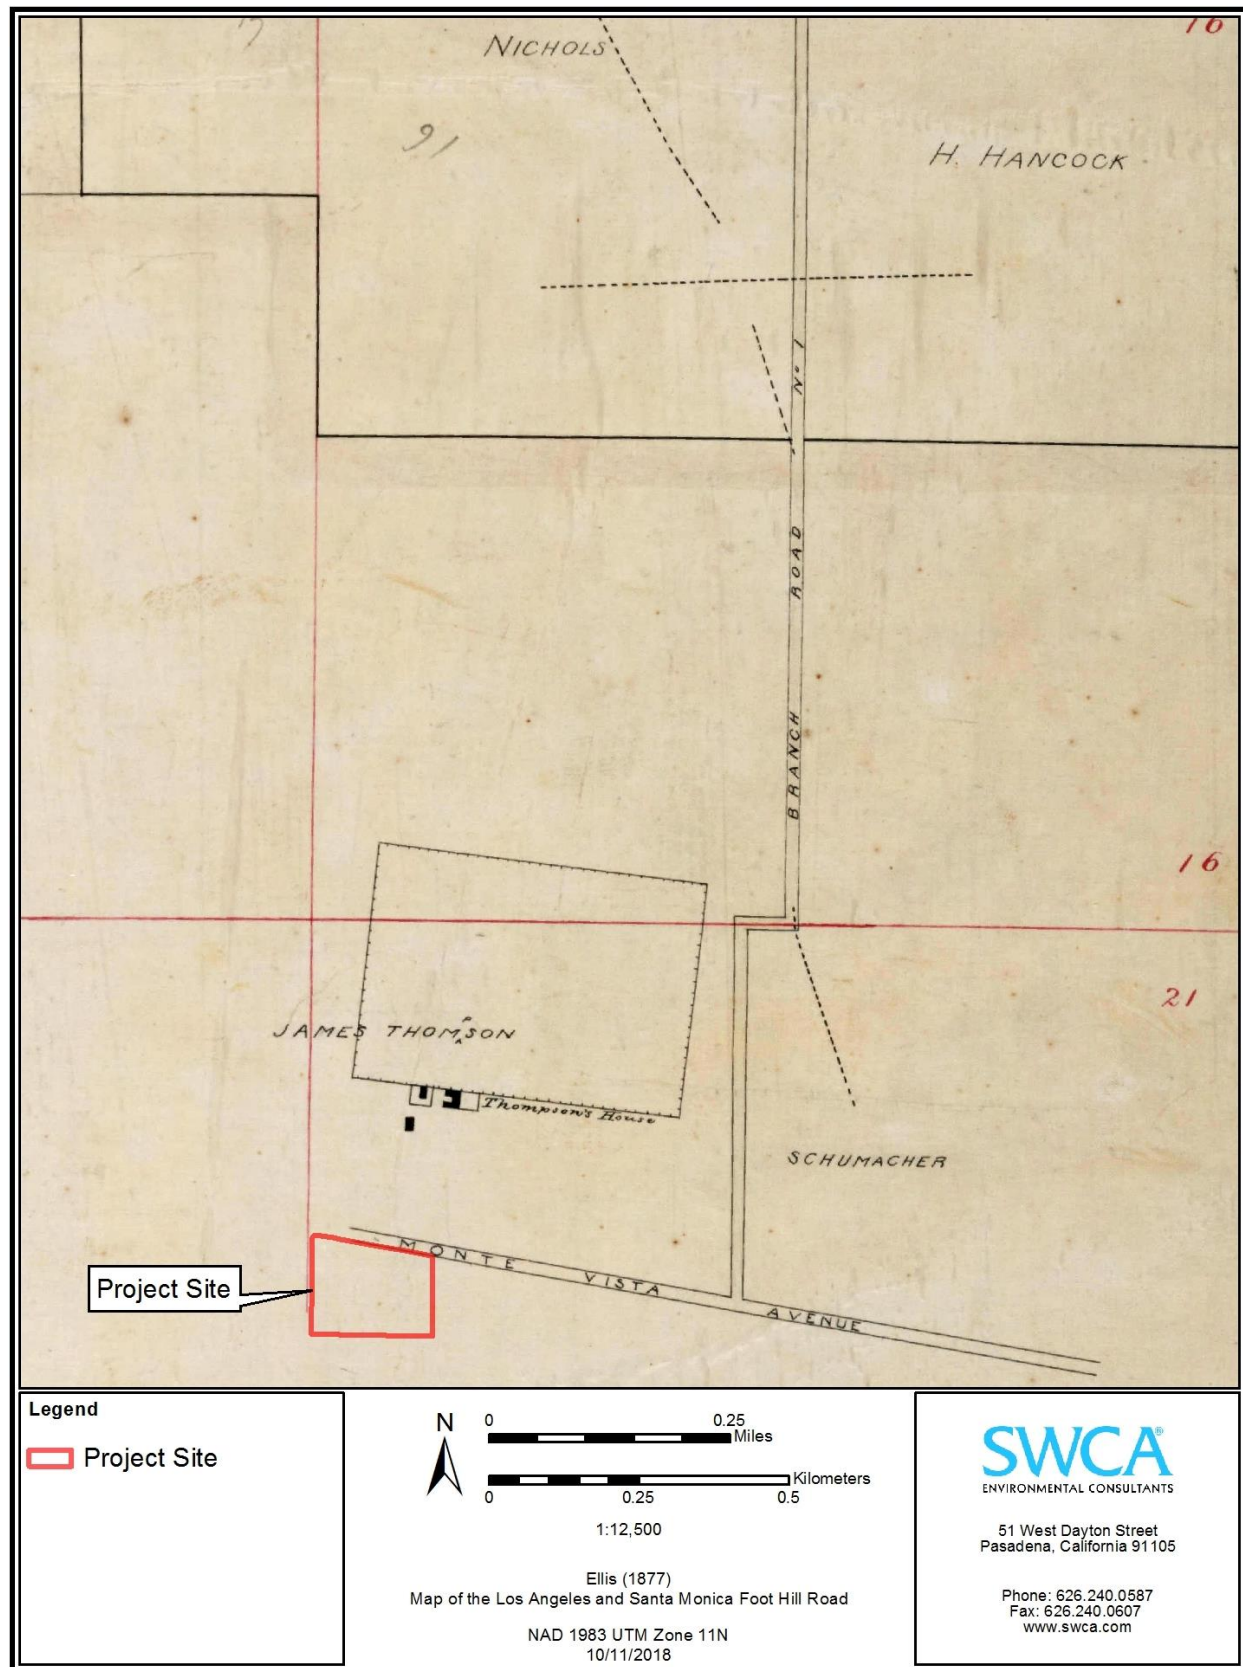 16
NICHOLS
91
H. HANCOCK
BRANCH ROAD No 1
16
21
JAMES THOMPSON
Thompson's House
SCHUMACHER
MONTE VISTA AVENUE
Project Site
Legend
Project Site
N
0 0.25
Miles
Kilometers
0 0.25 0.5
1:12,500
Ellis (1877)
Map of the Los Angeles and Santa Monica Foot Hill Road
NAD 1983 UTM Zone 11N
10/11/2018
SWCA®
ENVIRONMENTAL CONSULTANTS
51 West Dayton Street
Pasadena, California 91105
Phone: 626.240.0587
Fax: 626.240.0607
www.swca.com